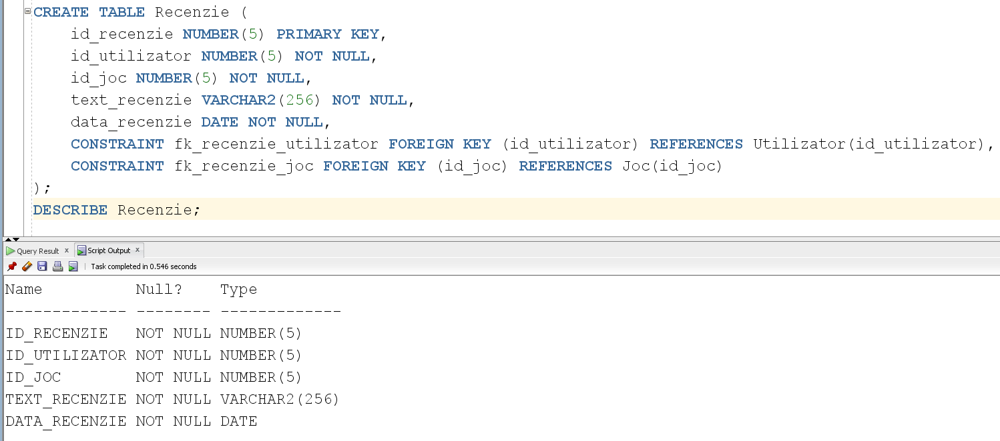 CREATE TABLE Recenzie (
    id_recenzie NUMBER(5) PRIMARY KEY,
    id_utilizator NUMBER(5) NOT NULL,
    id_joc NUMBER(5) NOT NULL,
    text_recenzie VARCHAR2(256) NOT NULL,
    data_recenzie DATE NOT NULL,
    CONSTRAINT fk_recenzie_utilizator FOREIGN KEY (id_utilizator) REFERENCES Utilizator(id_utilizator),
    CONSTRAINT fk_recenzie_joc FOREIGN KEY (id_joc) REFERENCES Joc(id_joc)
);
DESCRIBE Recenzie;
Query Result x Script Output x
Task completed in 0.546 seconds
Name          Null?    Type
------------- -------- -------------
ID_RECENZIE   NOT NULL NUMBER(5)
ID_UTILIZATOR NOT NULL NUMBER(5)
ID_JOC        NOT NULL NUMBER(5)
TEXT_RECENZIE NOT NULL VARCHAR2(256)
DATA_RECENZIE NOT NULL DATE